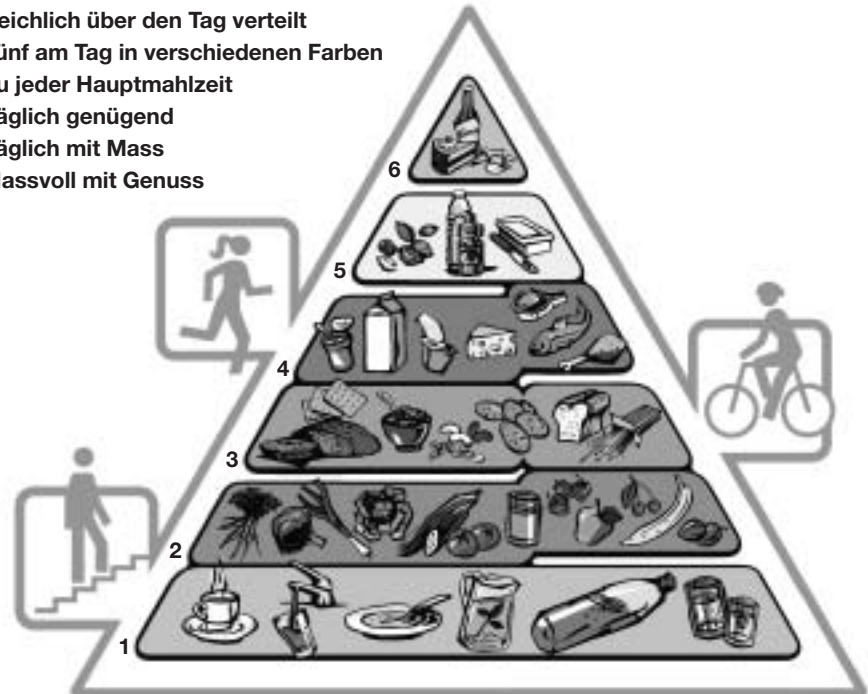 eichlich über den Tag verteilt
ünf am Tag in verschiedenen Farben
u jeder Hauptmahlzeit
äglich genügend
äglich mit Mass
assvoll mit Genuss
6
5
4
3
2
1